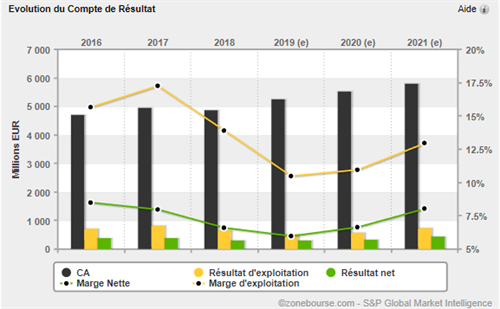 Evolution du Compte de Résultat
Aide
2016 2017 2018 2019 (e) 2020 (e) 2021 (e)
Millions EUR
7 000
6 000
5 000
4 000
3 000
2 000
1 000
0
20%
17.5%
15%
12.5%
10%
7.5%
5%
CA Résultat d'exploitation Résultat net
Marge Nette Marge d'exploitation
©zonebourse.com - S&P Global Market Intelligence